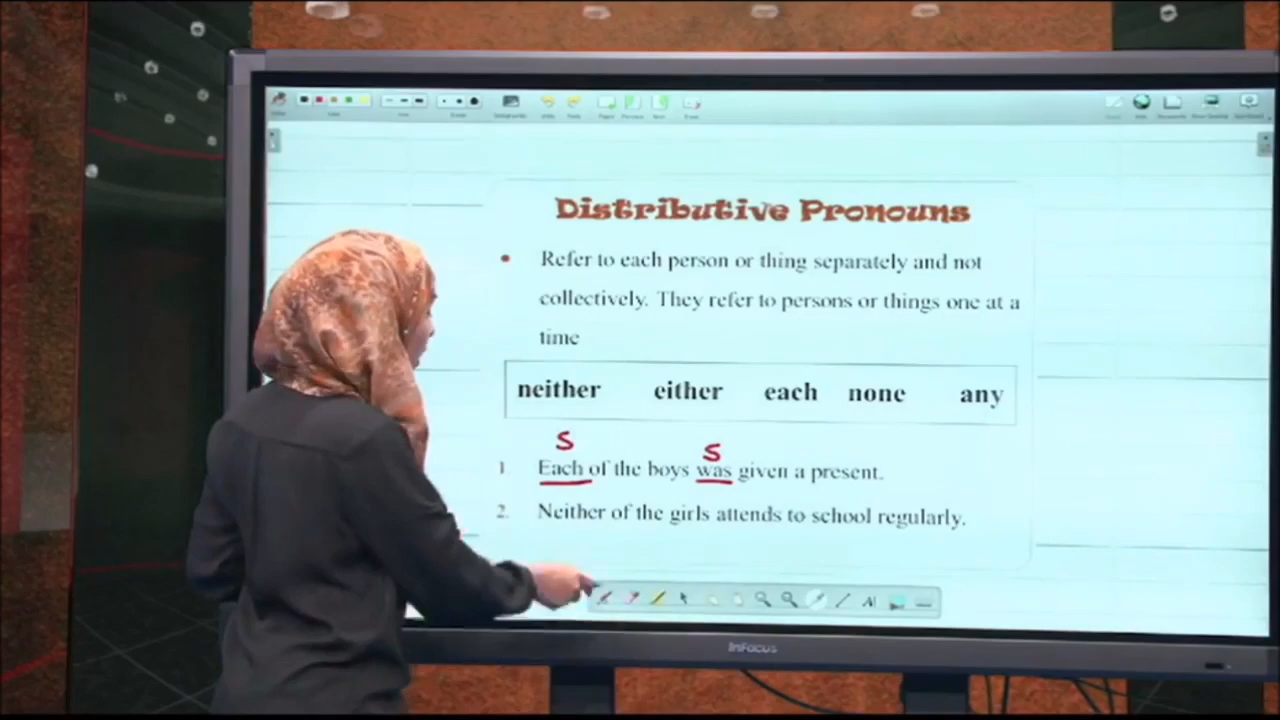 Distributive Pronouns
• Refer to each person or thing separately and not
collectively. They refer to persons or things one at a
time
neither either each none any
S S
1 Each of the boys was given a present.
2. Neither of the girls attends to school regularly.
A
InFocus